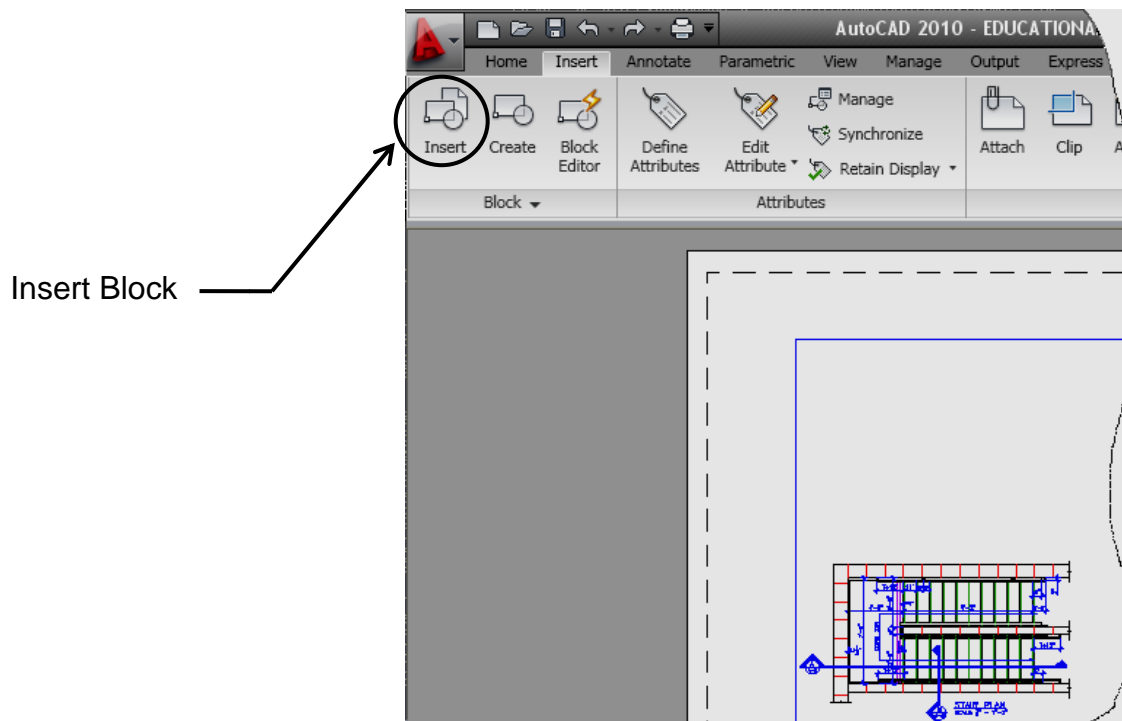 AutoCAD 2010 - EDUCATIONA
Home Insert Annotate Parametric View Manage Output Express
Insert Create Block Editor Define Attributes Edit Attribute Manage Attach Clip A
Synchronize
Retain Display
Block Attributes
Insert Block
STAIR PLAN